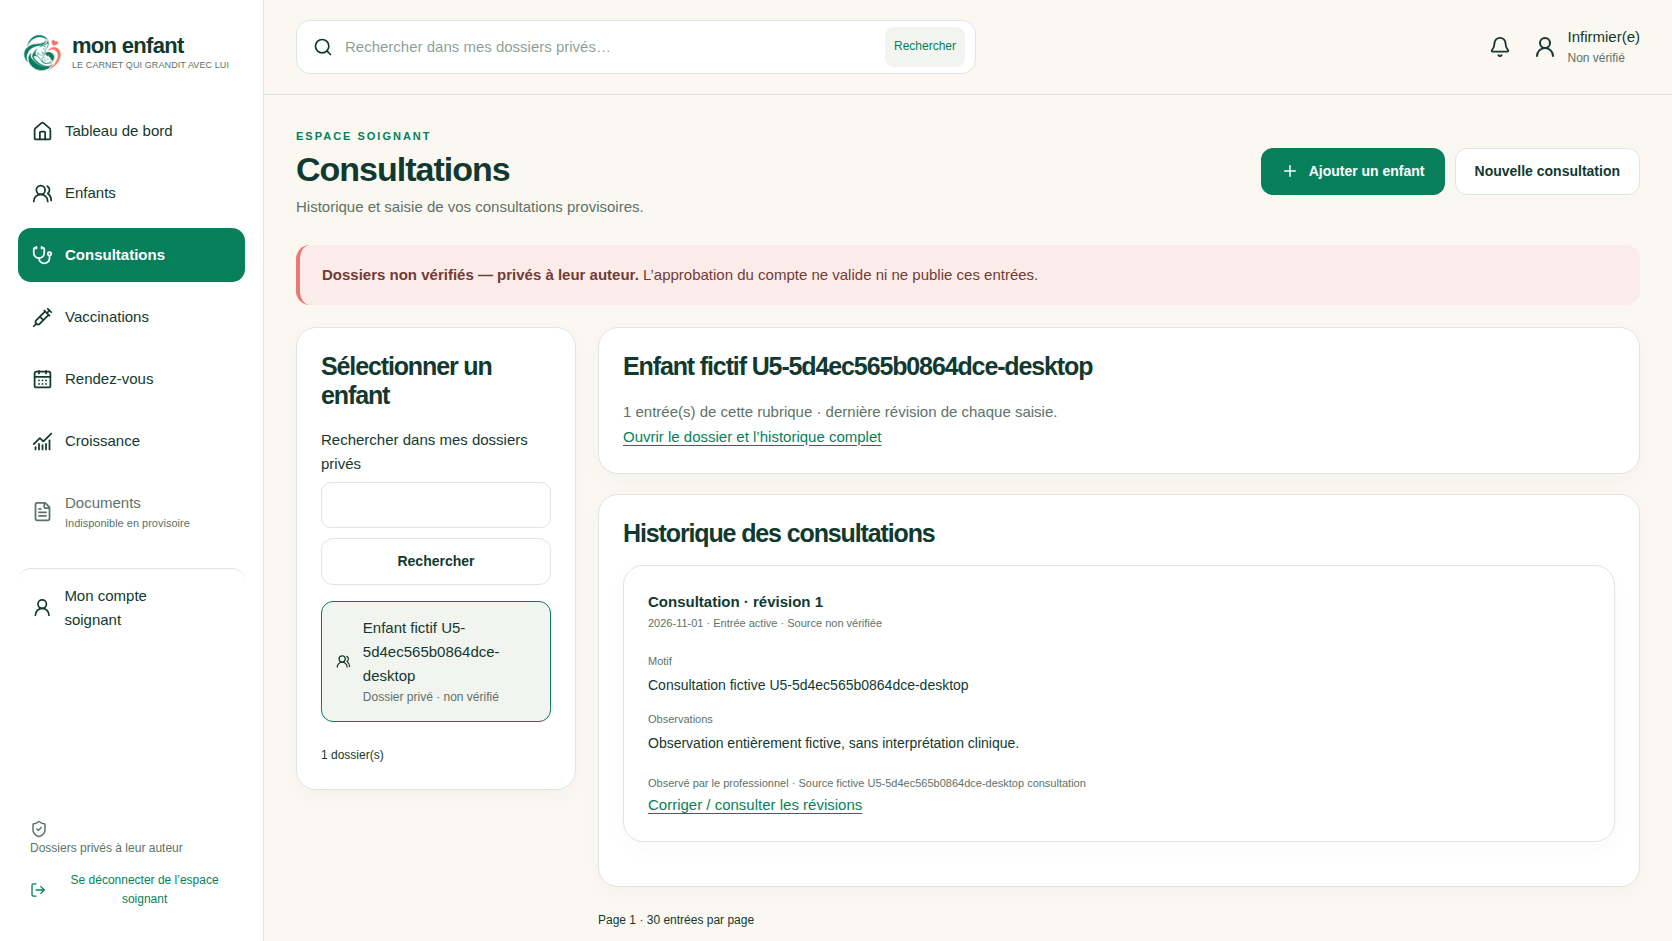 mon enfant
LE CARNET QUI GRANDIT AVEC LUI
Tableau de bord
Enfants
Consultations
Vaccinations
Rendez-vous
Croissance
Documents
Indisponible en provisoire
Mon compte
soignant
Dossiers privés à leur auteur
Se déconnecter de l’espace
soignant
Rechercher dans mes dossiers privés…
Rechercher
Infirmier(e)
Non vérifié
ESPACE SOIGNANT
Consultations
Historique et saisie de vos consultations provisoires.
Ajouter un enfant
Nouvelle consultation
Dossiers non vérifiés — privés à leur auteur. L’approbation du compte ne valide ni ne publie ces entrées.
Sélectionner un
enfant
Rechercher dans mes dossiers
privés
Rechercher
Enfant fictif U5-
5d4ec565b0864dce-
desktop
Dossier privé · non vérifié
1 dossier(s)
Enfant fictif U5-5d4ec565b0864dce-desktop
1 entrée(s) de cette rubrique · dernière révision de chaque saisie.
Ouvrir le dossier et l’historique complet
Historique des consultations
Consultation · révision 1
2026-11-01 · Entrée active · Source non vérifiée
Motif
Consultation fictive U5-5d4ec565b0864dce-desktop
Observations
Observation entièrement fictive, sans interprétation clinique.
Observé par le professionnel · Source fictive U5-5d4ec565b0864dce-desktop consultation
Corriger / consulter les révisions
Page 1 · 30 entrées par page